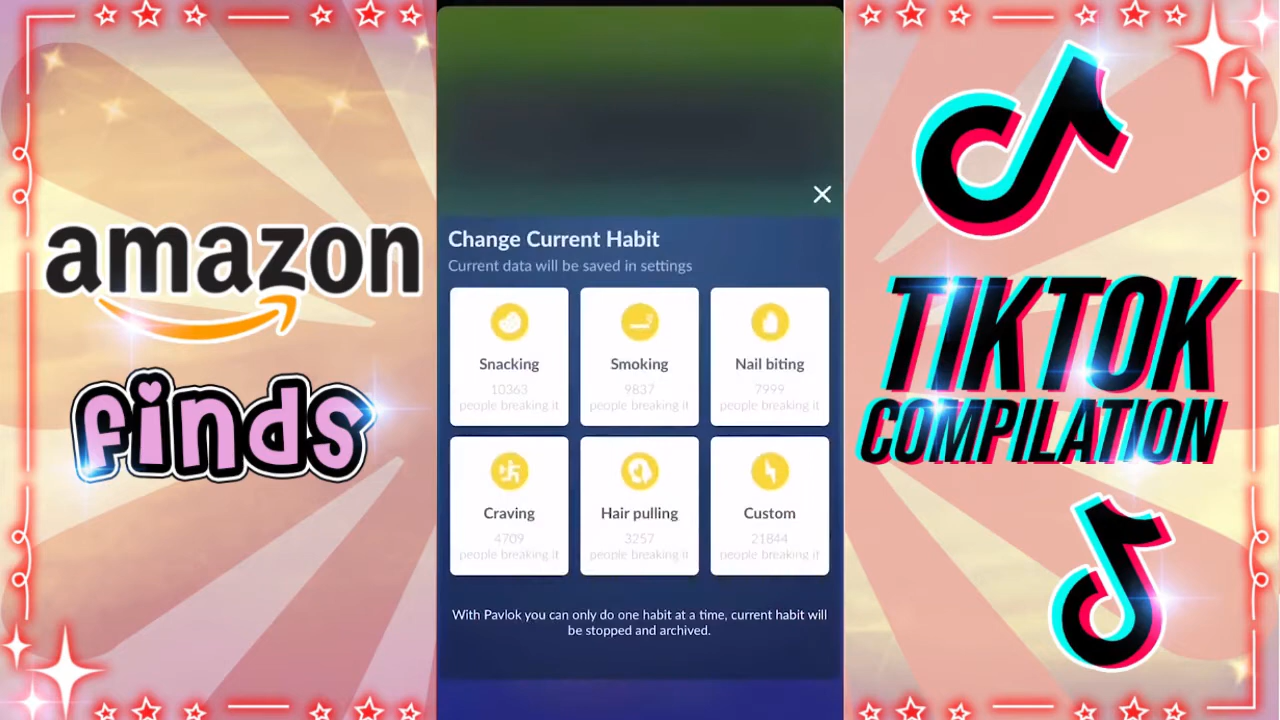 amazon
finds
Change Current Habit
Current data will be saved in settings
Snacking
10363
people breaking it
Smoking
9837
people breaking it
Nail biting
7999
people breaking it
Craving
4709
people breaking it
Hair pulling
3257
people breaking it
Custom
21844
people breaking it
With Pavlok you can only do one habit at a time, current habit will
be stopped and archived.
TIKTOK
COMPILATION